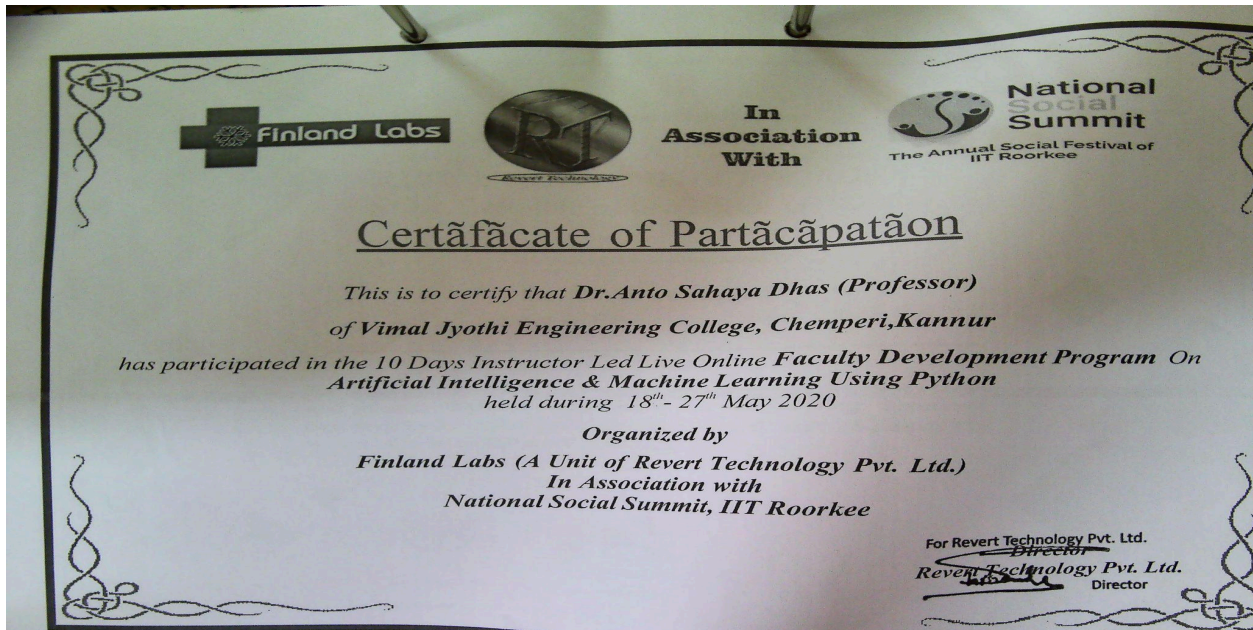 Finland Labs
RT
Revert Technology
In
Association
With
National
Social
Summit
The Annual Social Festival of
IIT Roorkee
Certãfãcate of Partãcãpatãon
This is to certify that Dr.Anto Sahaya Dhas (Professor)
of Vimal Jyothi Engineering College, Chemperi,Kannur
has participated in the 10 Days Instructor Led Live Online Faculty Development Program On
Artificial Intelligence & Machine Learning Using Python
held during 18th- 27th May 2020
Organized by
Finland Labs (A Unit of Revert Technology Pvt. Ltd.)
In Association with
National Social Summit, IIT Roorkee
For Revert Technology Pvt. Ltd.
Director
Revert Technology Pvt. Ltd.
Director